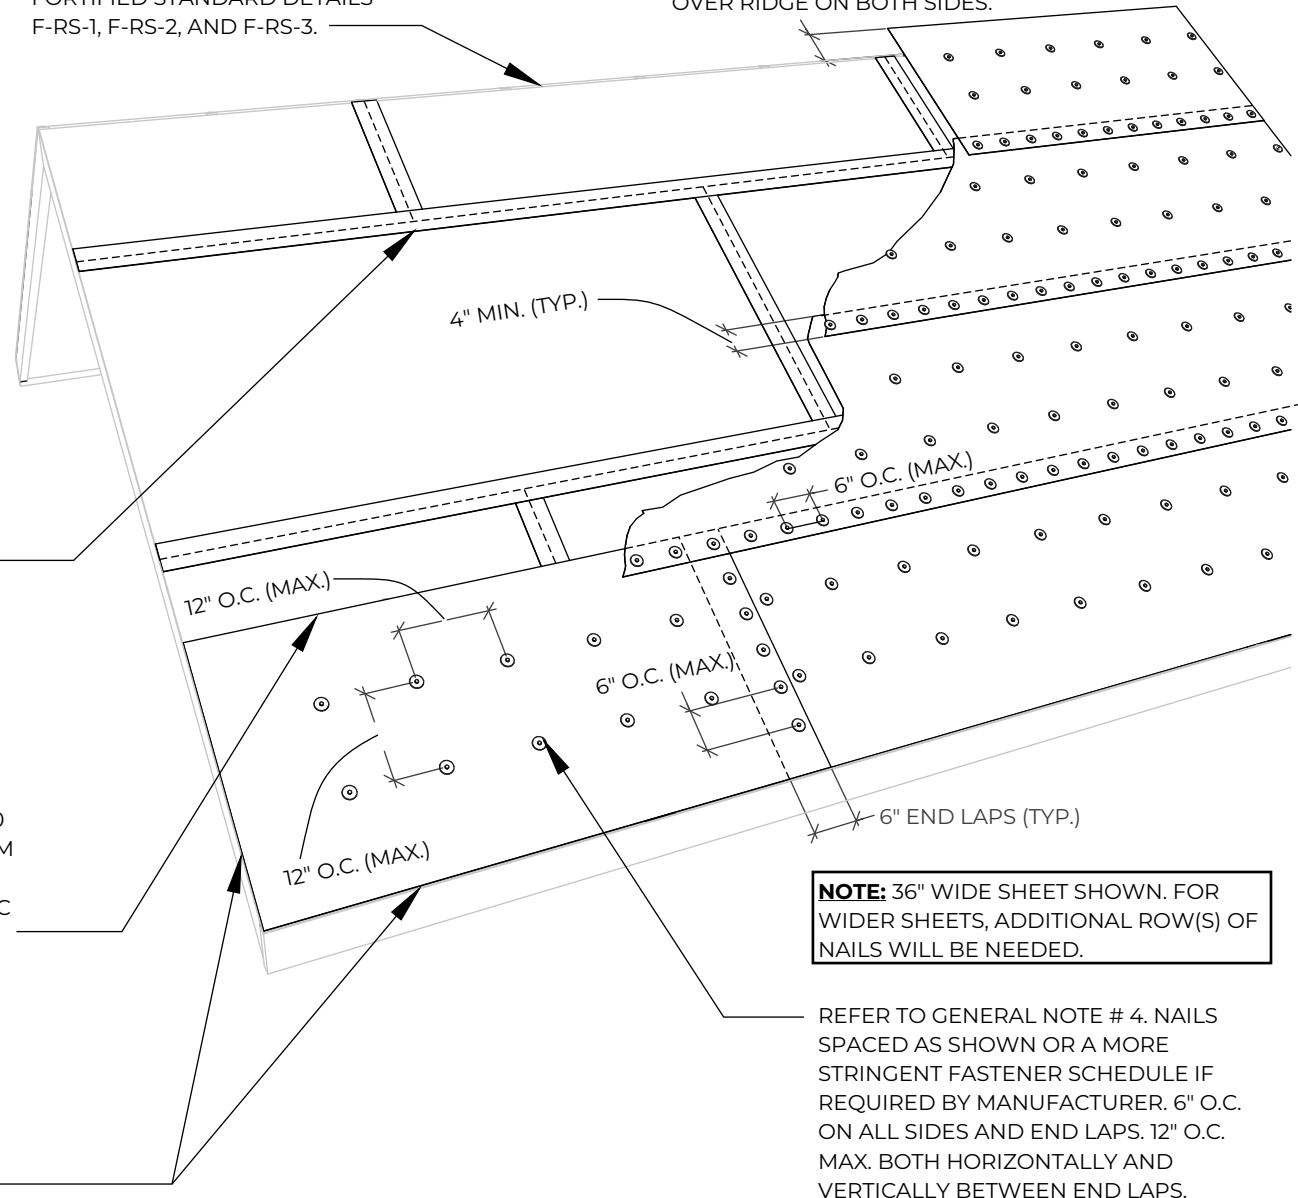 FORTIFIED STANDARD DETAILS
F-RS-1, F-RS-2, AND F-RS-3.
OVER RIDGE ON BOTH SIDES.
4" MIN. (TYP.)
6" O.C. (MAX.)
12" O.C. (MAX.)
6" O.C. (MAX.)
12" O.C. (MAX.)
6" END LAPS (TYP.)
M
C
NOTE: 36" WIDE SHEET SHOWN. FOR
WIDER SHEETS, ADDITIONAL ROW(S) OF
NAILS WILL BE NEEDED.
REFER TO GENERAL NOTE # 4. NAILS
SPACED AS SHOWN OR A MORE
STRINGENT FASTENER SCHEDULE IF
REQUIRED BY MANUFACTURER. 6" O.C.
ON ALL SIDES AND END LAPS. 12" O.C.
MAX. BOTH HORIZONTALLY AND
VERTICALLY BETWEEN END LAPS.